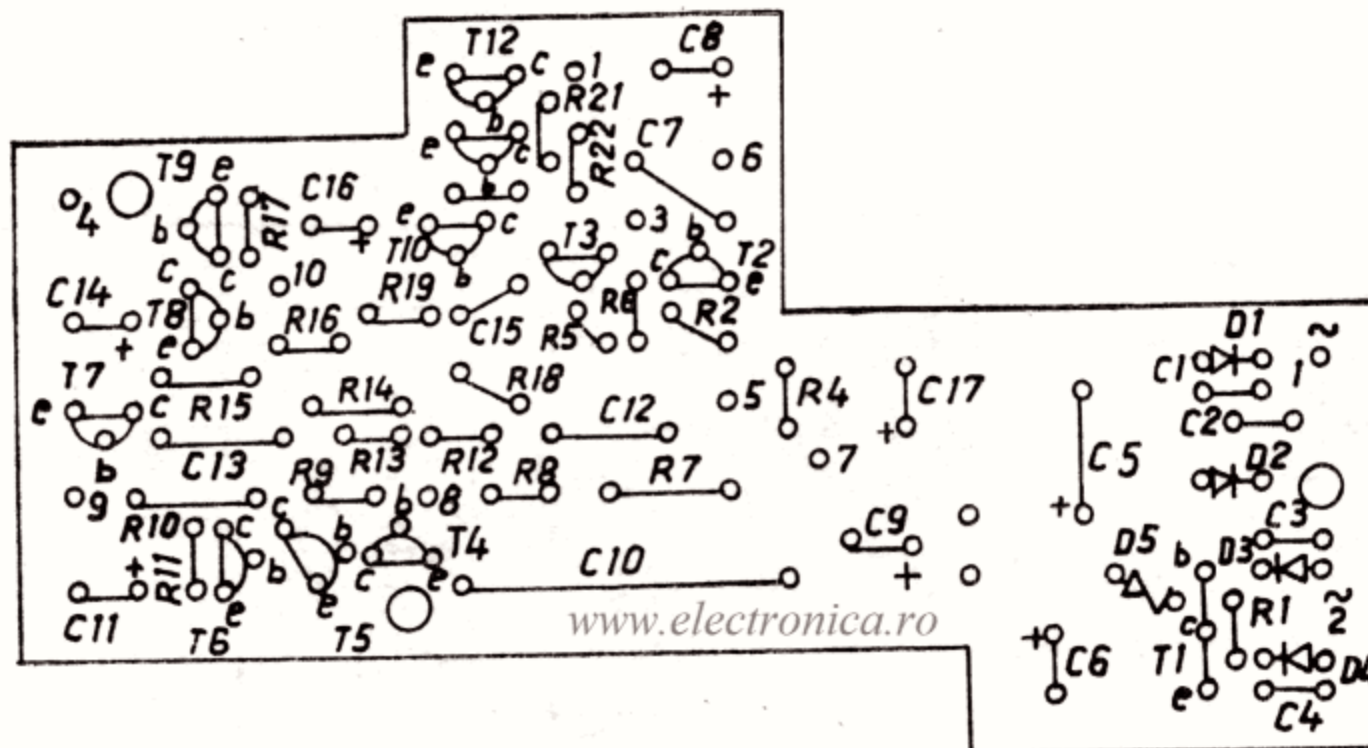 T12 C8
e c 1
+
R21
b
e c R22 C7 6
T9 e
4 b R17 C16 + b
e c 3 b
T10 T3 T2
c c b c e
10
C14 T8 b R19 R6
+ e R16 C15 R5 R2
D1 ~
C1 1
T7
e c R15 R14 R18 5 R4 C17
C12 C2
b C13 R13 R12 + 7 C5 D2
R9 R8 R7
9 c b 8 +
R10 c C9 C3
+ R11 b b T4 C10 D5 b D3
c e +
C11 e e ~
T6 T5 2
www.electronica.ro
+ C6 c R1
T1 e
C4